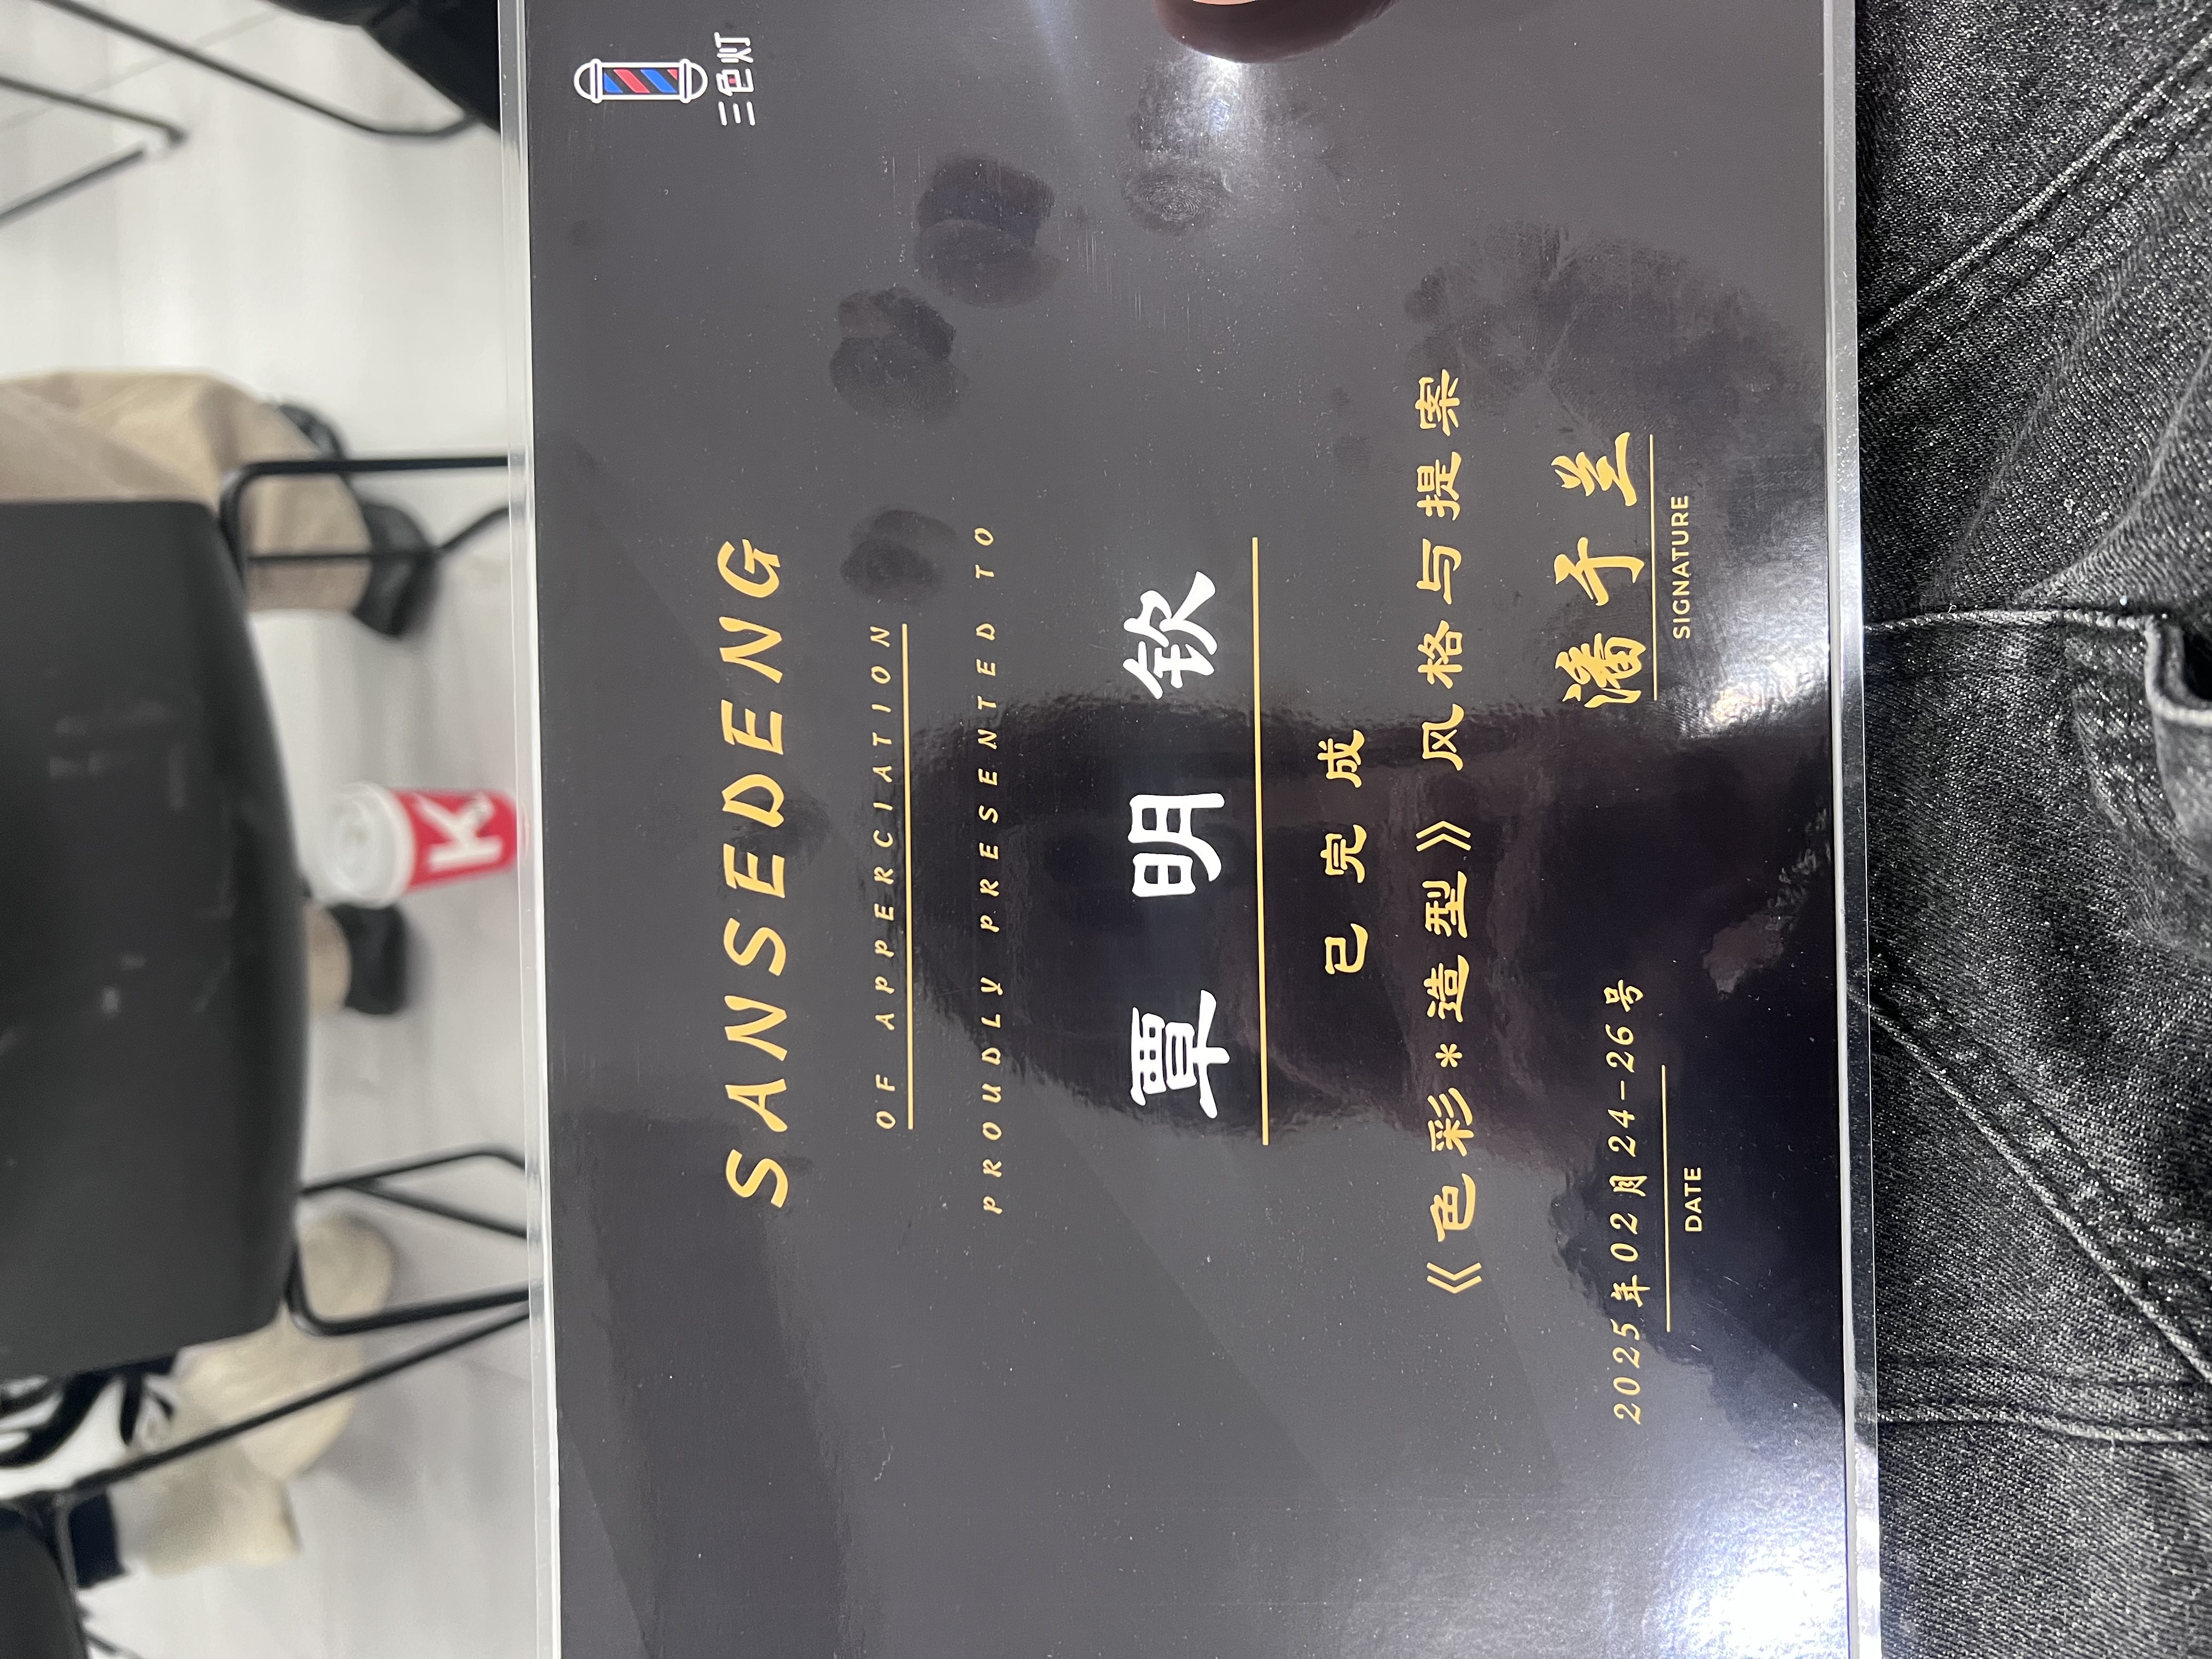 三色灯
SANSEDENG
OF APPERCIATION
PROUDLY PRESENTED TO
覃明钦
已完成
《色彩*造型》风格与提案
2025年02月24-26号
DATE
潘子兰
SIGNATURE
K